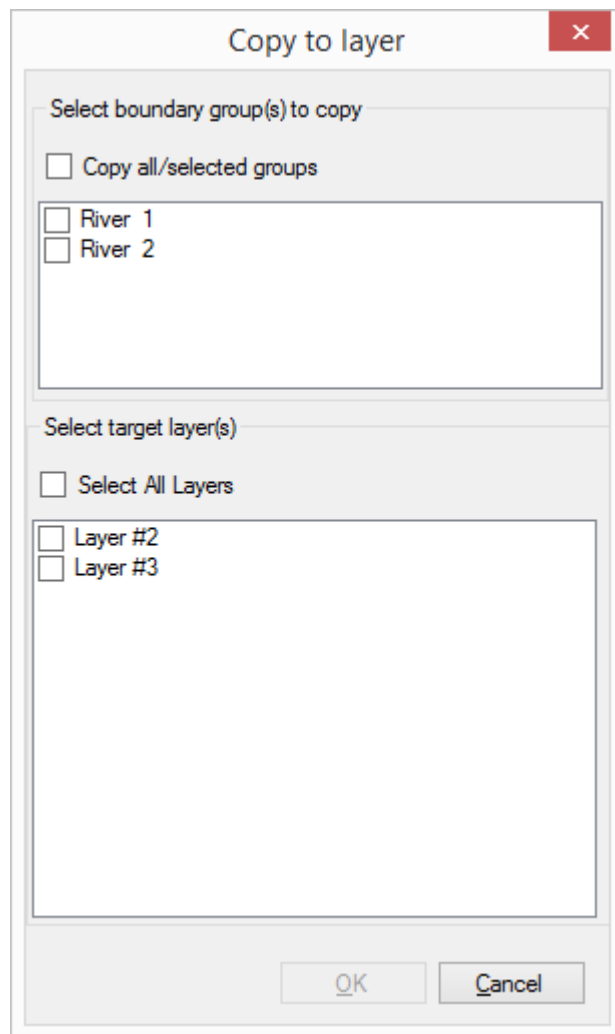 Copy to layer
Select boundary group(s) to copy
Copy all/selected groups
River 1
River 2
Select target layer(s)
Select All Layers
Layer #2
Layer #3
OK
Cancel